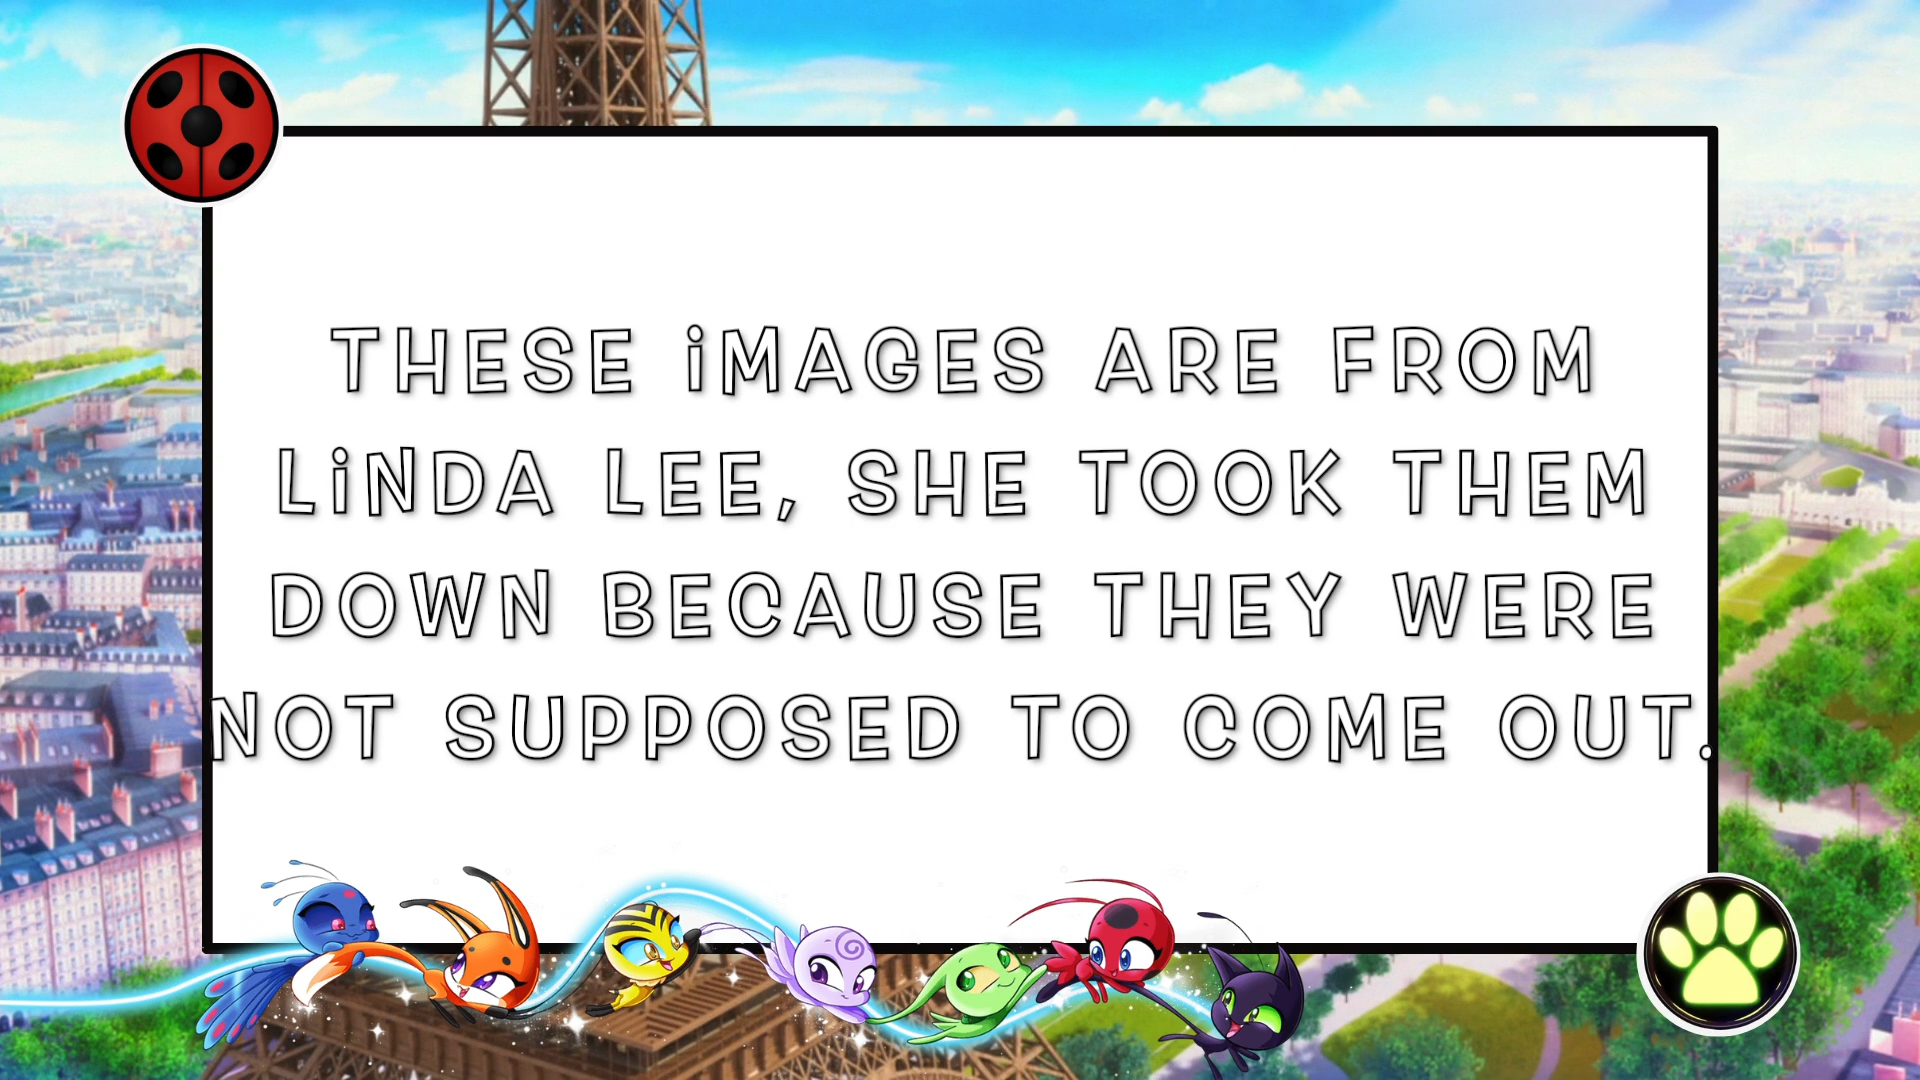 THESE iMAGES ARE FROM
LiNDA LEE, SHE TOOK THEM
DOWN BECAUSE THEY WERE
NOT SUPPOSED TO COME OUT.